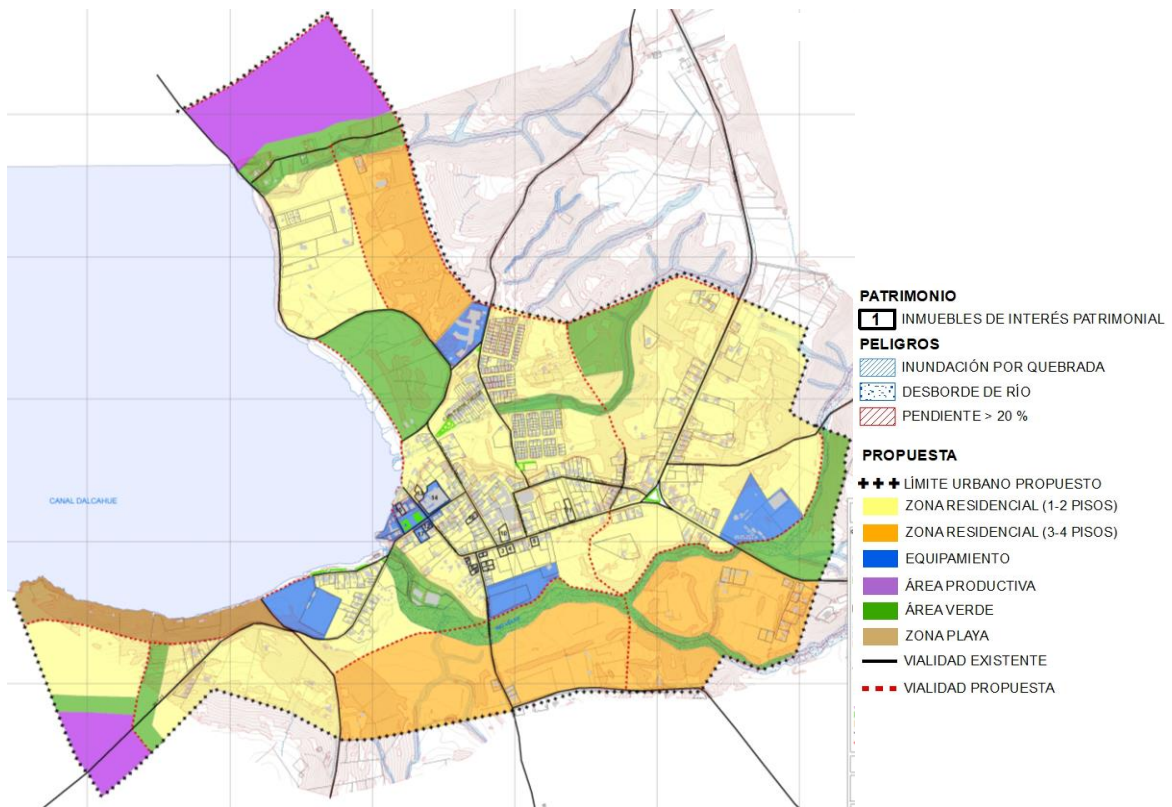 PATRIMONIO
1 INMUEBLES DE INTERÉS PATRIMONIAL
PELIGROS
INUNDACIÓN POR QUEBRADA
DESBORDE DE RÍO
PENDIENTE > 20 %
PROPUESTA
LÍMITE URBANO PROPUESTO
ZONA RESIDENCIAL (1-2 PISOS)
ZONA RESIDENCIAL (3-4 PISOS)
EQUIPAMIENTO
ÁREA PRODUCTIVA
ÁREA VERDE
ZONA PLAYA
VIALIDAD EXISTENTE
VIALIDAD PROPUESTA
CANAL DALCAHUE
14